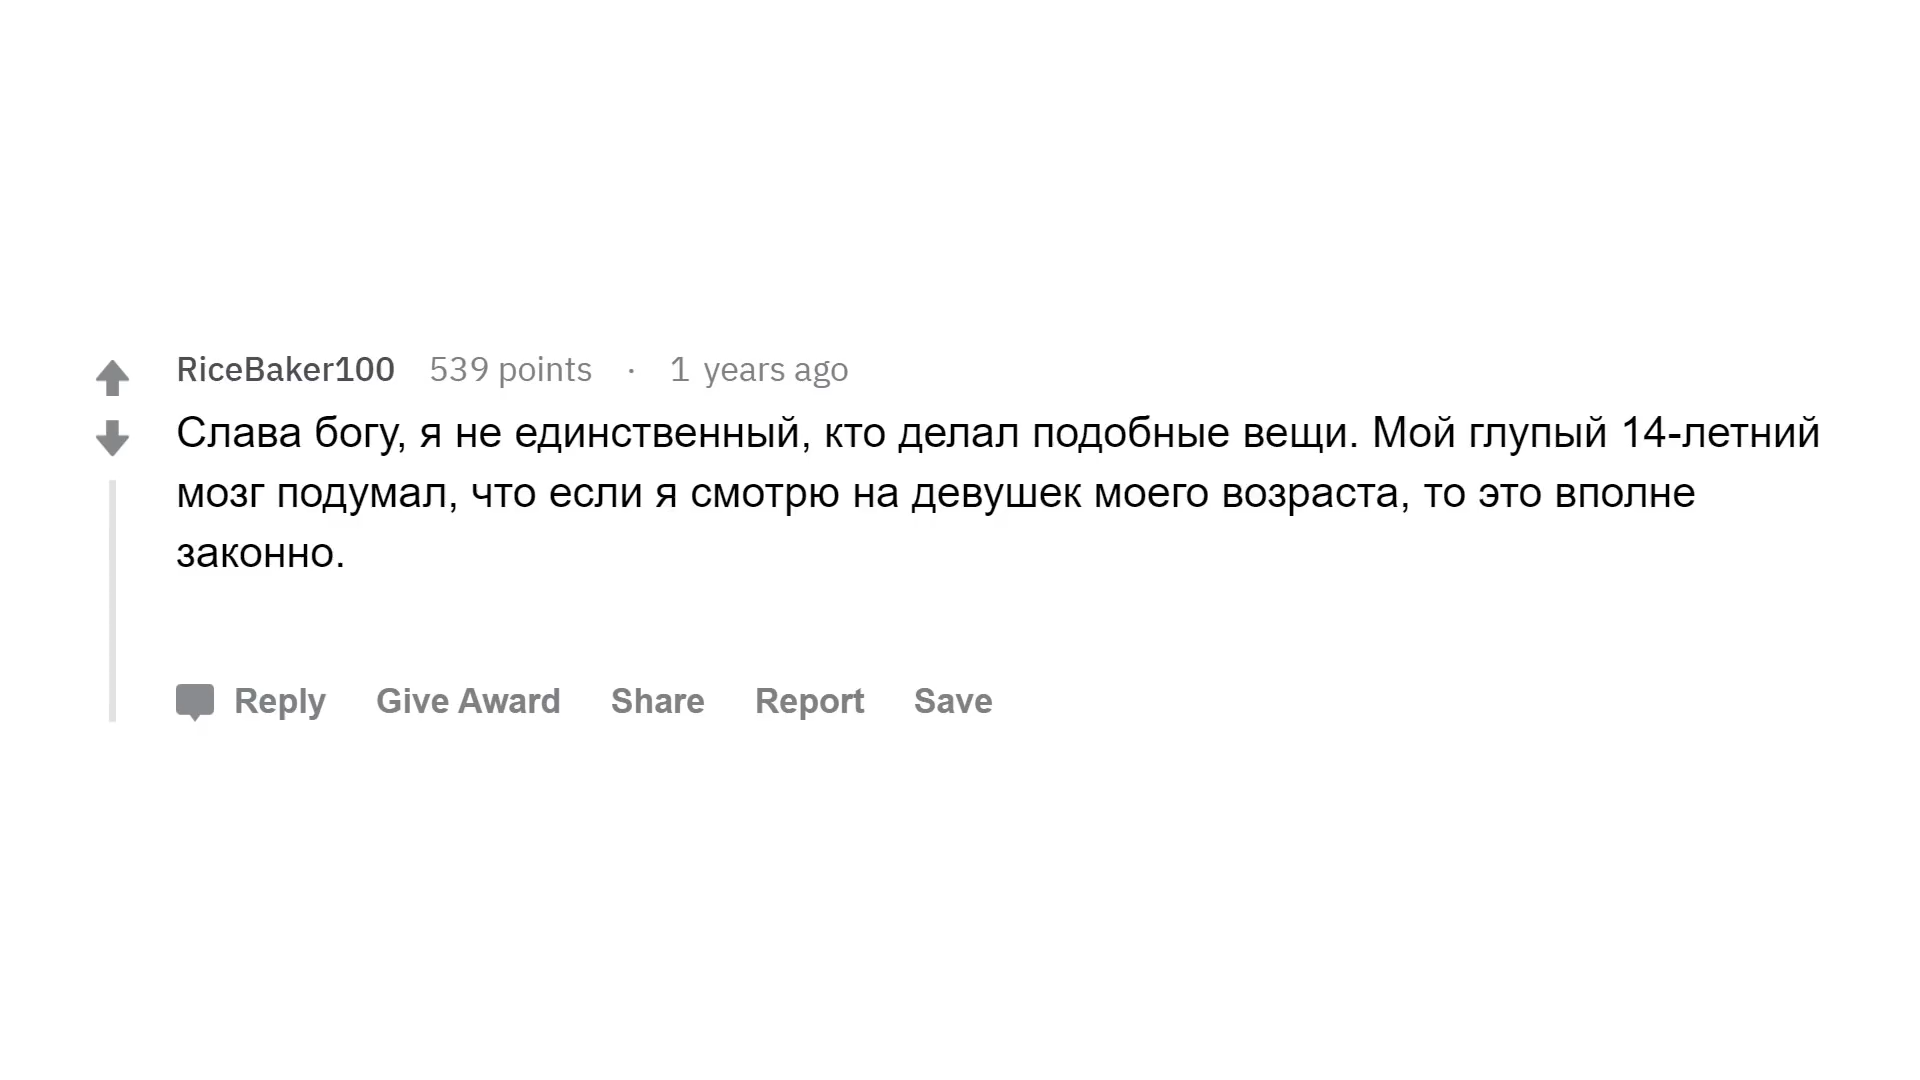 RiceBaker100 539 points · 1 years ago
Слава богу, я не единственный, кто делал подобные вещи. Мой глупый 14-летний
мозг подумал, что если я смотрю на девушек моего возраста, то это вполне
законно.
Reply Give Award Share Report Save